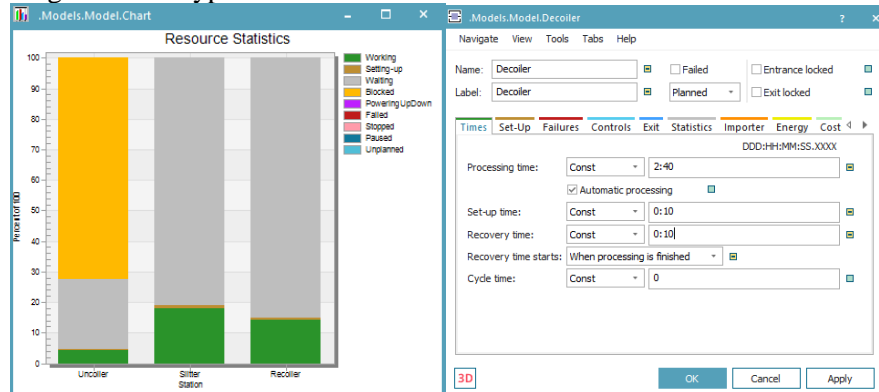 .Models.Model.Chart
Resource Statistics
100
90
80
70
60
50
40
30
20
10
0
Percent of 100
Uncoiler
Slitter
Recoiler
Station
Working
Setting-up
Waiting
Blocked
PoweringUpDown
Failed
Stopped
Paused
Unplanned
.Models.Model.Decoiler
?
Navigate View Tools Tabs Help
Name: Decoiler Failed Entrance locked
Label: Decoiler Planned Exit locked
Times Set-Up Failures Controls Exit Statistics Importer Energy Cost
DDD:HH:MM:SS.XXXX
Processing time: Const 2:40
Automatic processing
Set-up time: Const 0:10
Recovery time: Const 0:10
Recovery time starts: When processing is finished
Cycle time: Const 0
3D OK Cancel Apply